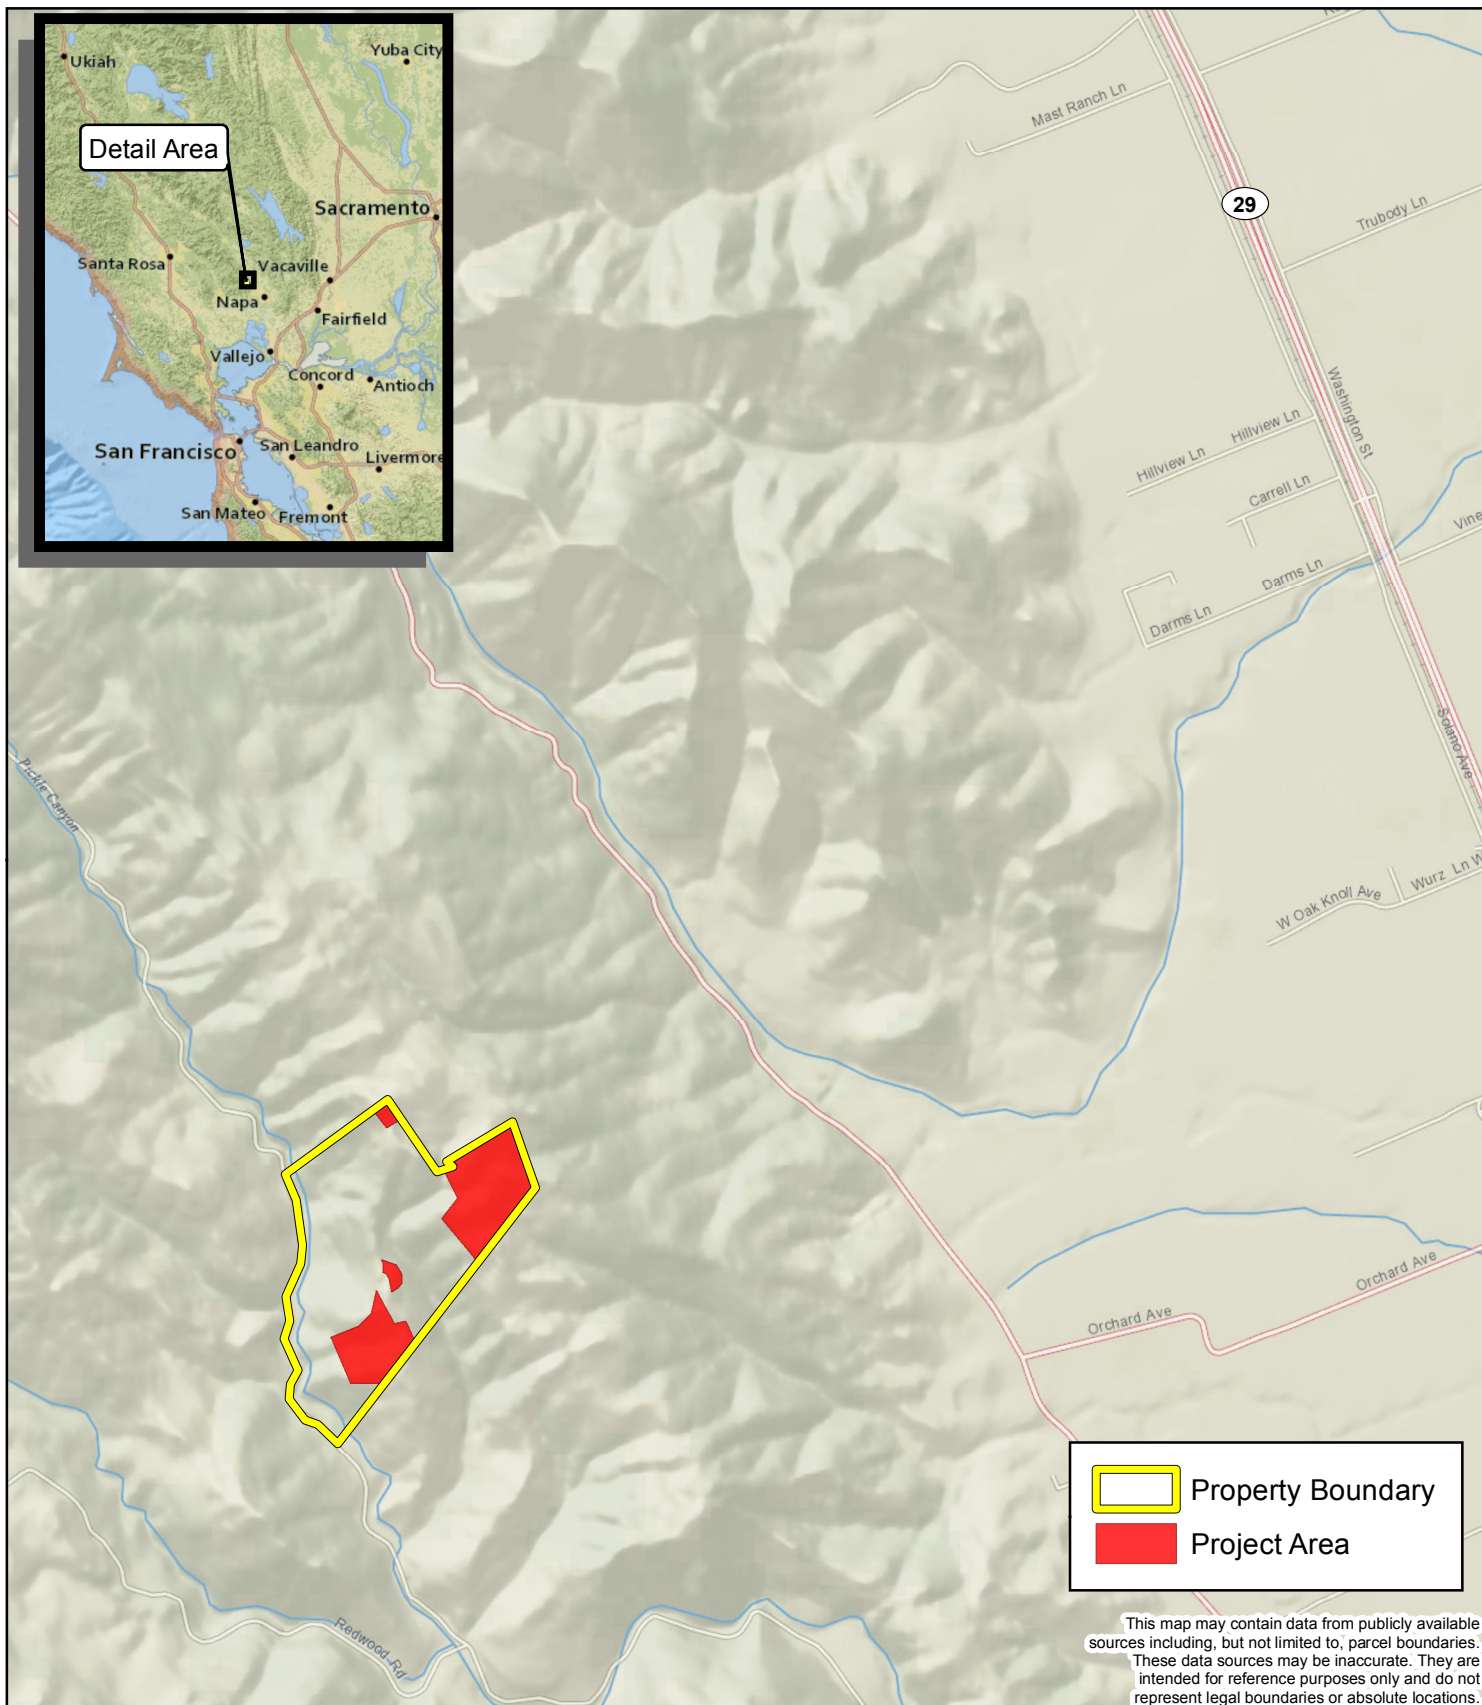 Ukiah
Yuba City
Detail Area
Sacramento
Santa Rosa
Vacaville
Napa
Fairfield
Vallejo
Concord
Antioch
San Francisco
San Leandro
Livermore
San Mateo
Fremont
Mast Ranch Ln
29
Trubody Ln
Washington St
Hillview Ln
Hillview Ln
Carrell Ln
Vine
Darms Ln
Darms Ln
Solano Ave
Pickle Canyon
Wurz Ln W
W Oak Knoll Ave
Orchard Ave
Orchard Ave
Redwood Rd
Property Boundary
Project Area
This map may contain data from publicly available
sources including, but not limited to, parcel boundaries.
These data sources may be inaccurate. They are
intended for reference purposes only and do not
represent legal boundaries or absolute locations.